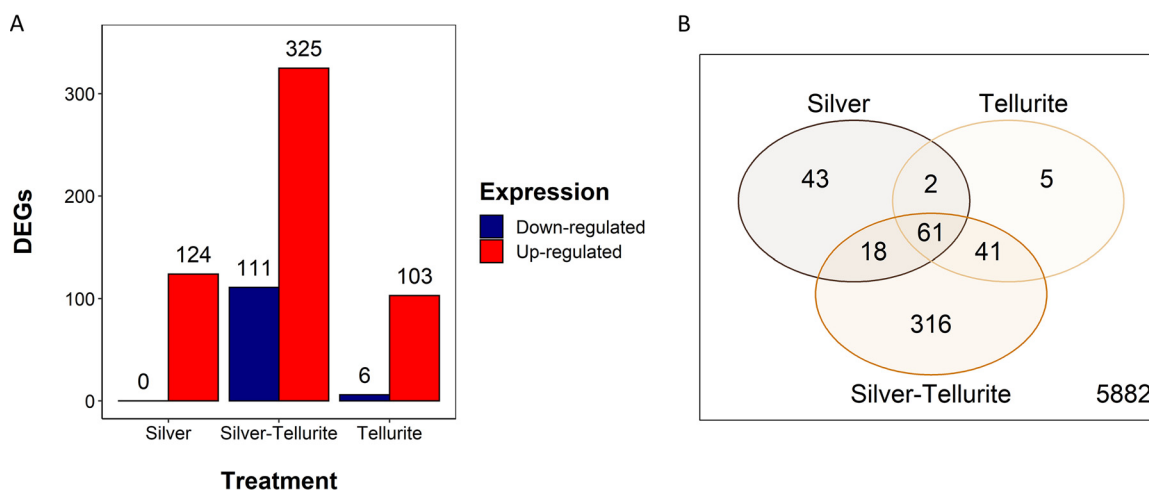 A
DEGs
300
200
100
0
0
124
111
325
6
103
Silver
Silver-Tellurite
Tellurite
Treatment
Expression
Down-regulated
Up-regulated
B
Silver
Tellurite
43
2
5
61
18
41
316
Silver-Tellurite
5882